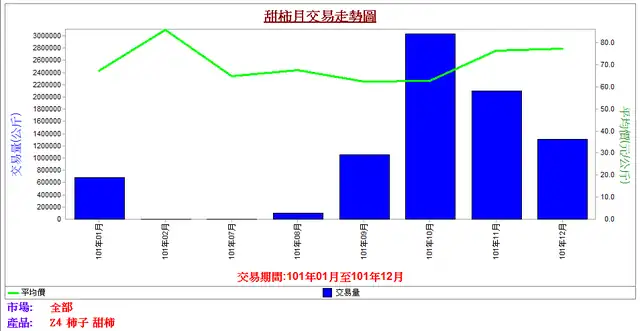 甜柿月交易走勢圖
交易量(公斤)
3000000
2800000
2600000
2400000
2200000
2000000
1800000
1600000
1400000
1200000
1000000
800000
600000
400000
200000
0
80.0
70.0
60.0
50.0
40.0
30.0
20.0
10.0
0.0
平均價(元/公斤)
101年01月
101年02月
101年07月
101年08月
101年09月
101年10月
101年11月
101年12月
交易期間:101年01月至101年12月
平均價 交易量
市場: 全部
產品: Z4 柿子 甜柿